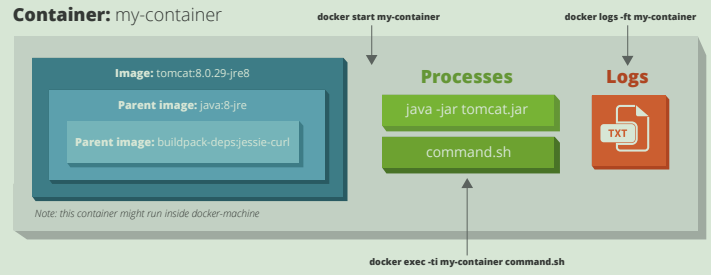 Container: my-container
docker start my-container
docker logs -ft my-container
Image: tomcat:8.0.29-jre8
Parent image: java:8-jre
Parent image: buildpack-deps:jessie-curl
Note: this container might run inside docker-machine
Processes
java -jar tomcat.jar
command.sh
docker exec -ti my-container command.sh
Logs
TXT